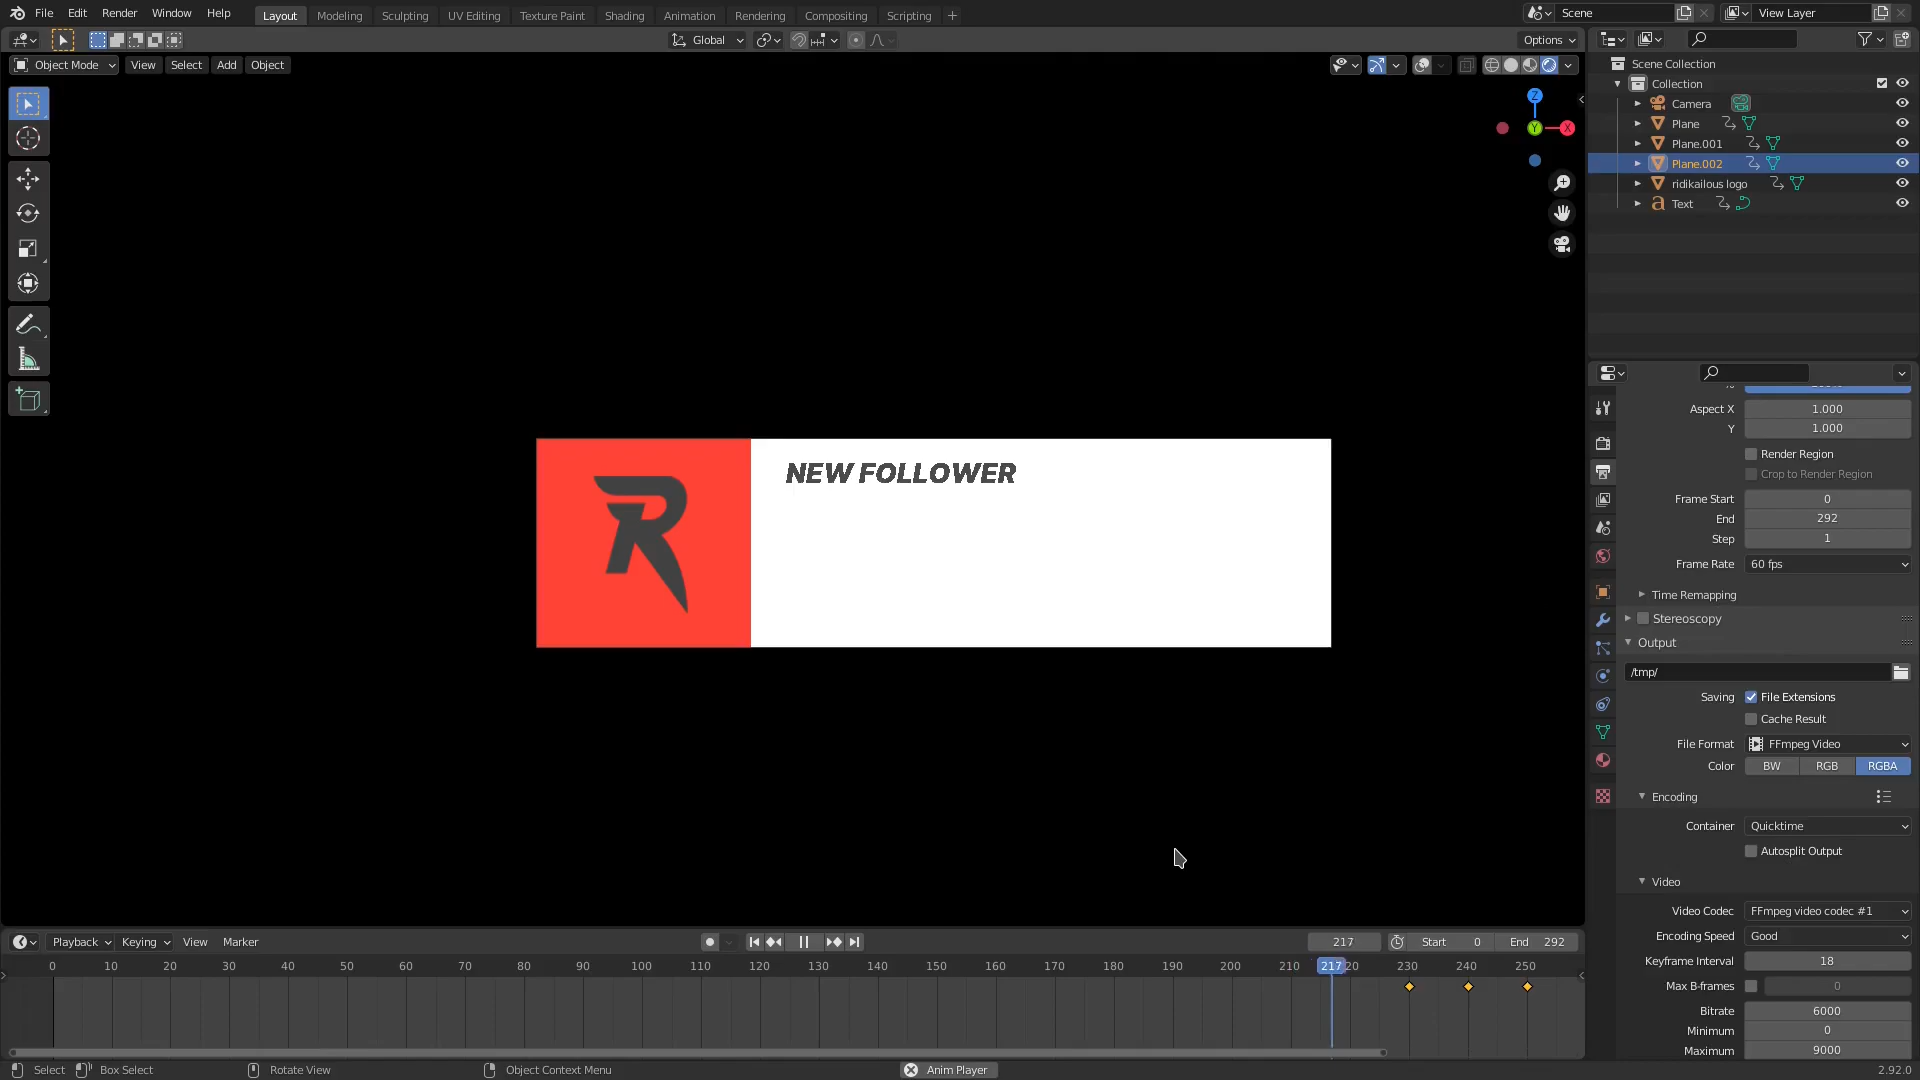 File Edit Render Window Help Layout Modeling Sculpting UV Editing Texture Paint Shading Animation Rendering Compositing Scripting + Scene View Layer
Global Options
Object Mode View Select Add Object
Z
Y X
Scene Collection
Collection
Camera
Plane
Plane.001
Plane.002
ridikailous logo
Text
NEW FOLLOWER
Aspect X 1.000
Y 1.000
Render Region
Crop to Render Region
Frame Start 0
End 292
Step 1
Frame Rate 60 fps
Time Remapping
Stereoscopy
Output
/tmp/
Saving File Extensions
Cache Result
File Format FFmpeg Video
Color BW RGB RGBA
Encoding
Container Quicktime
Autosplit Output
Video
Video Codec FFmpeg video codec #1
Encoding Speed Good
Keyframe Interval 18
Max B-frames 0
Bitrate 6000
Minimum 0
Maximum 9000
Playback Keying View Marker 217 Start 0 End 292
0 10 20 30 40 50 60 70 80 90 100 110 120 130 140 150 160 170 180 190 200 210 217 20 230 240 250
Select Box Select Rotate View Object Context Menu Anim Player 2.92.0